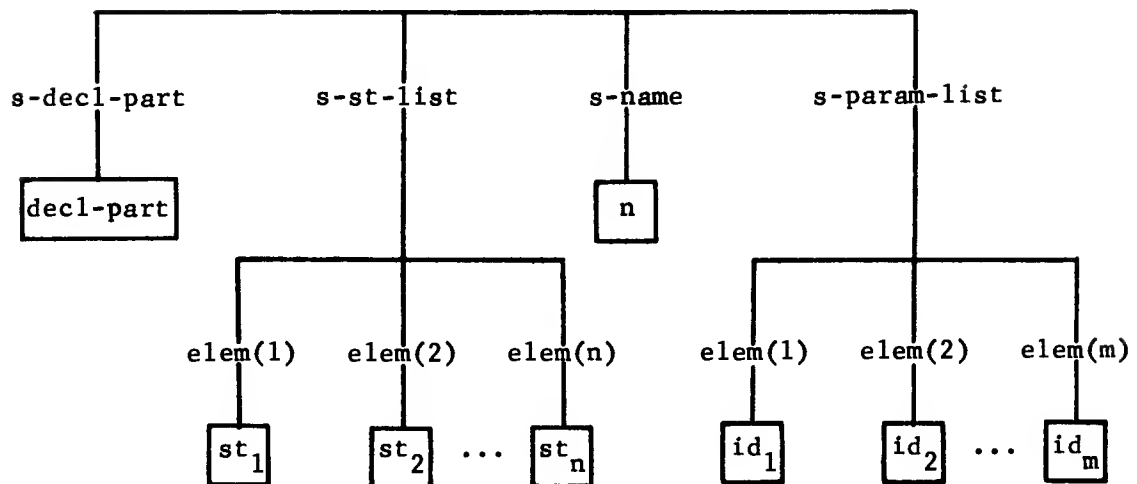 s-decl-part s-st-list s-name s-param-list
decl-part n
elem(1) elem(2) elem(n) elem(1) elem(2) elem(m)
st₁ st₂ ... stₙ id₁ id₂ ... idₘ